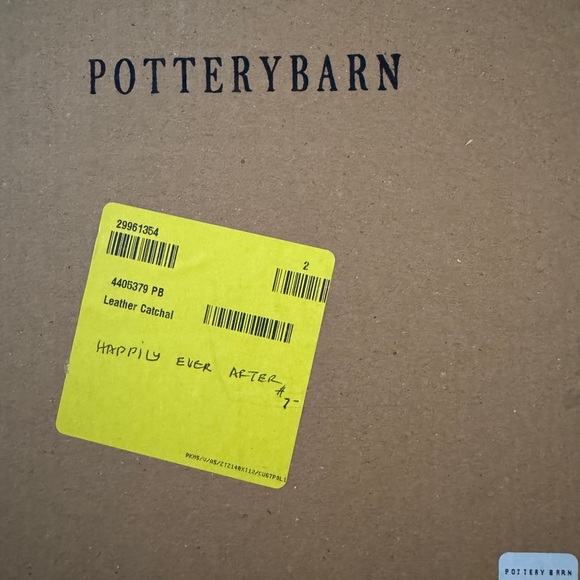 POTTERYBARN
29961354
2
4405379 PB
Leather Catchal
HAPPILY EVER AFTER
#7-
POTTERY BARN